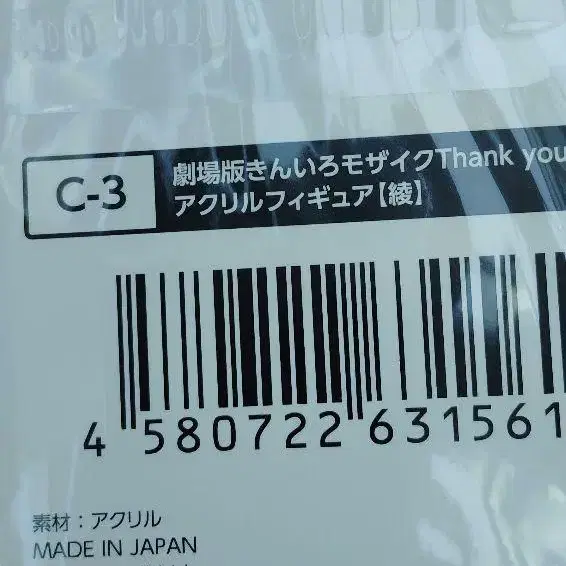 C-3
劇場版きんいろモザイクThank you
アクリルフィギュア【綾】
4 580722 631561
素材：アクリル
MADE IN JAPAN